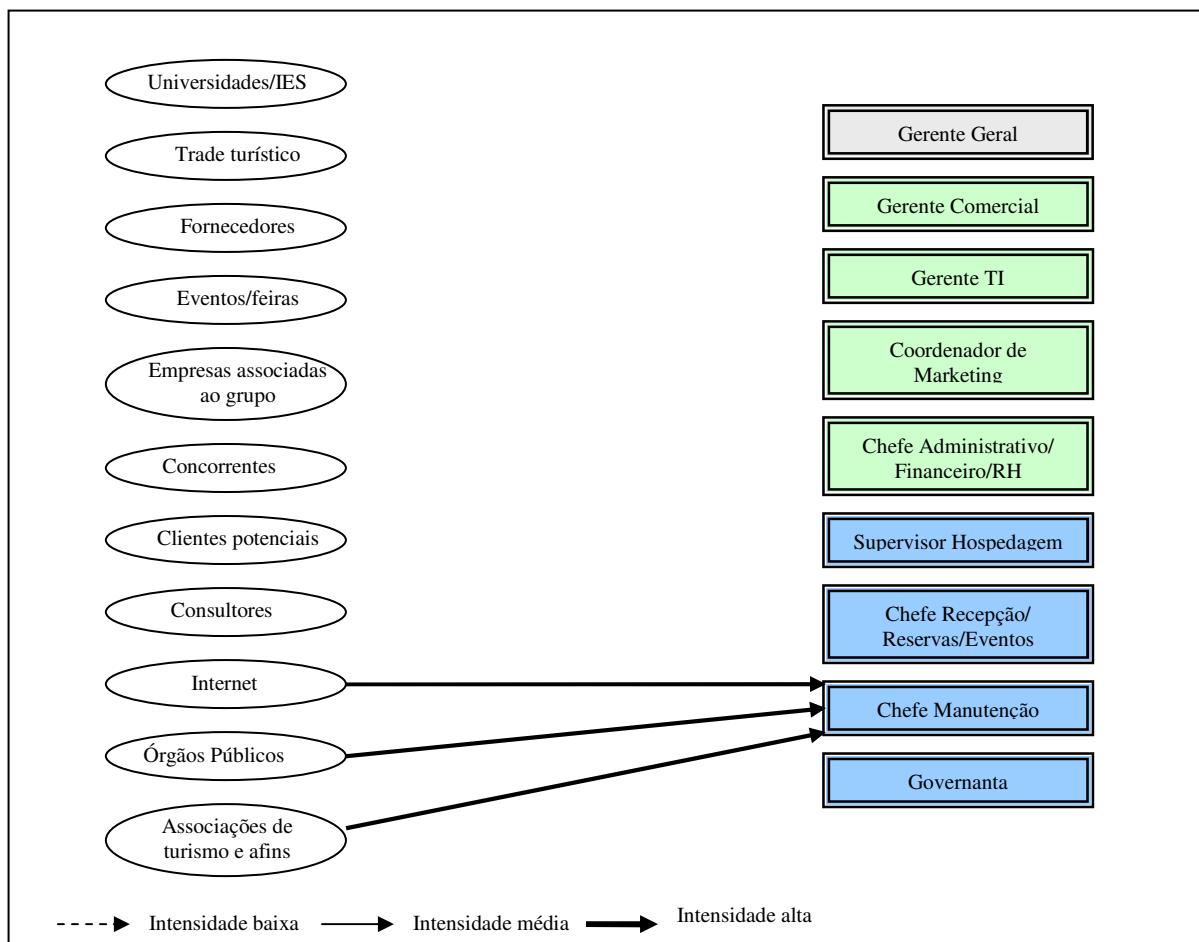 Universidades/IES
Trade turístico
Fornecedores
Eventos/feiras
Empresas associadas
ao grupo
Concorrentes
Clientes potenciais
Consultores
Internet
Órgãos Públicos
Associações de
turismo e afins
Gerente Geral
Gerente Comercial
Gerente TI
Coordenador de
Marketing
Chefe Administrativo/
Financeiro/RH
Supervisor Hospedagem
Chefe Recepção/
Reservas/Eventos
Chefe Manutenção
Governanta
Intensidade baixa
Intensidade média
Intensidade alta